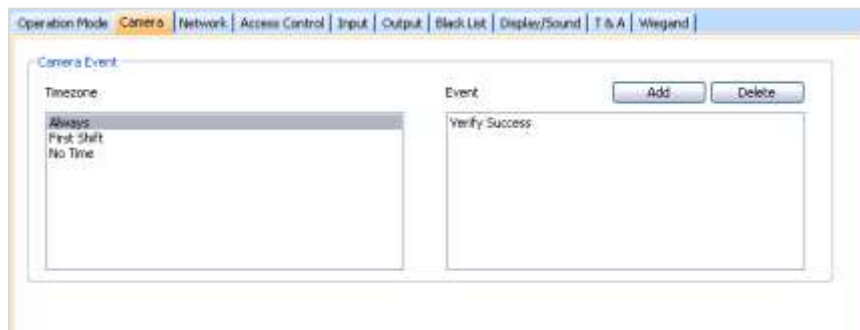 Operation Mode Camera Network Access Control Input Output Black List Display/Sound T & A Wiegand
Camera Event
Timezone Event Add Delete
Always Verify Success
First Shift
No Time